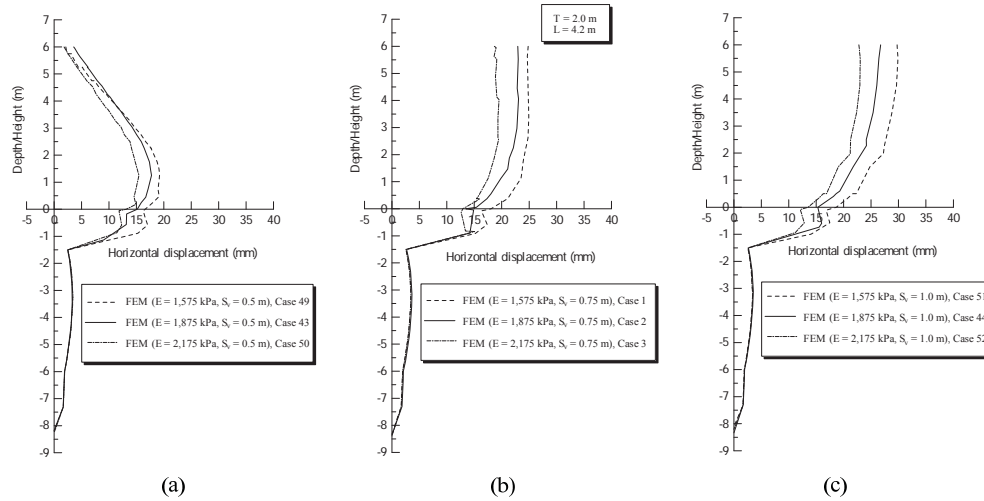 7
6
5
4
3
2
1
0
-1
-2
-3
-4
-5
-6
-7
-8
-9
Depth/Height (m)
-5 0 5 10 15 20 25 30 35 40
Horizontal displacement (mm)
FEM (E = 1,575 kPa, Sv = 0.5 m), Case 49
FEM (E = 1,875 kPa, Sv = 0.5 m), Case 43
FEM (E = 2,175 kPa, Sv = 0.5 m), Case 50
(a)
T = 2.0 m
L = 4.2 m
7
6
5
4
3
2
1
0
-1
-2
-3
-4
-5
-6
-7
-8
-9
Depth/Height (m)
-5 0 5 10 15 20 25 30 35 40
Horizontal displacement (mm)
FEM (E = 1,575 kPa, Sv = 0.75 m), Case 1
FEM (E = 1,875 kPa, Sv = 0.75 m), Case 2
FEM (E = 2,175 kPa, Sv = 0.75 m), Case 3
(b)
7
6
5
4
3
2
1
0
-1
-2
-3
-4
-5
-6
-7
-8
-9
Depth/Height (m)
-5 0 5 10 15 20 25 30 35 40
Horizontal displacement (mm)
FEM (E = 1,575 kPa, Sv = 1.0 m), Case 51
FEM (E = 1,875 kPa, Sv = 1.0 m), Case 44
FEM (E = 2,175 kPa, Sv = 1.0 m), Case 52
(c)